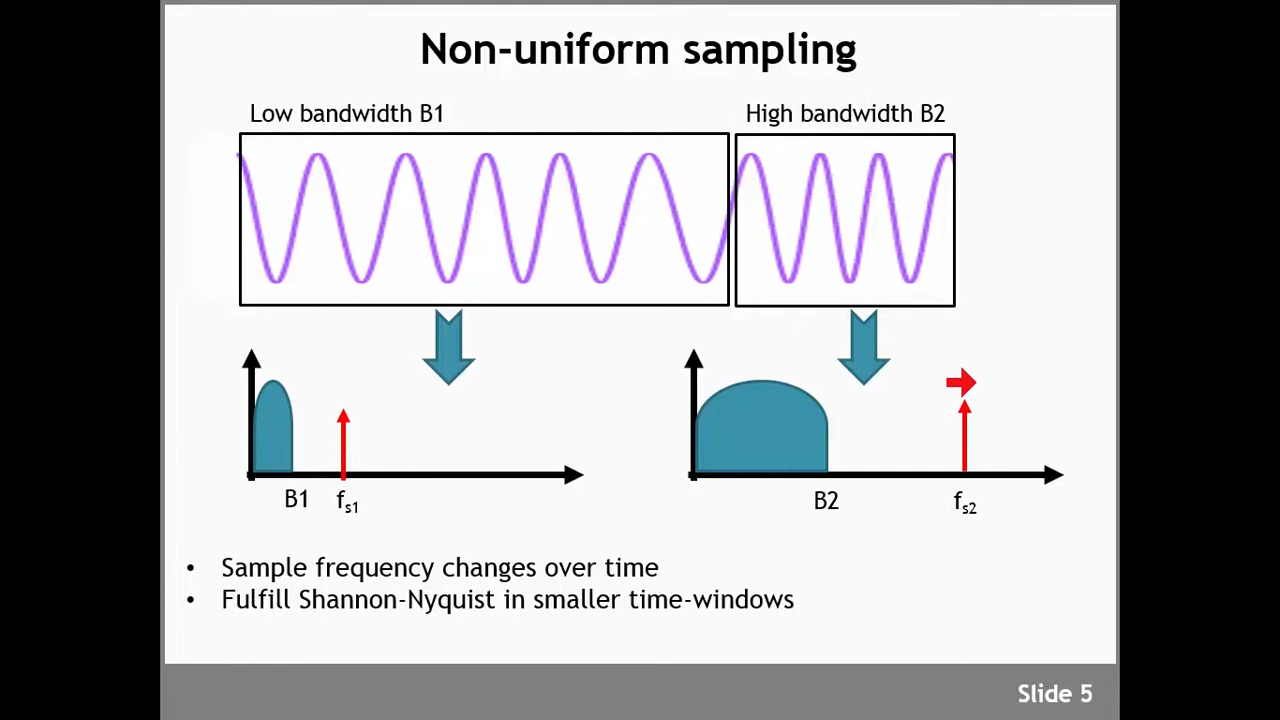 Non-uniform sampling
Low bandwidth B1
High bandwidth B2
B1
fs1
B2
fs2
• Sample frequency changes over time
• Fulfill Shannon-Nyquist in smaller time-windows
Slide 5